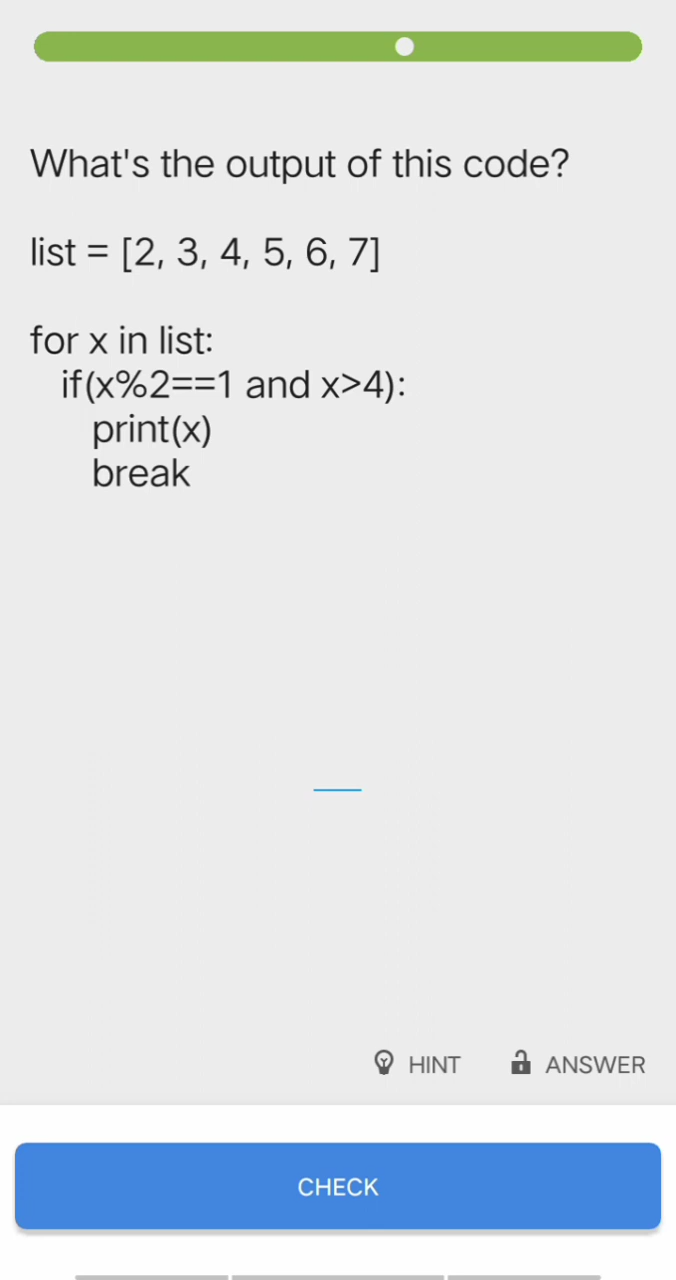 What's the output of this code?
list = [2, 3, 4, 5, 6, 7]
for x in list:
if(x%2==1 and x>4):
print(x)
break
HINT
ANSWER
CHECK